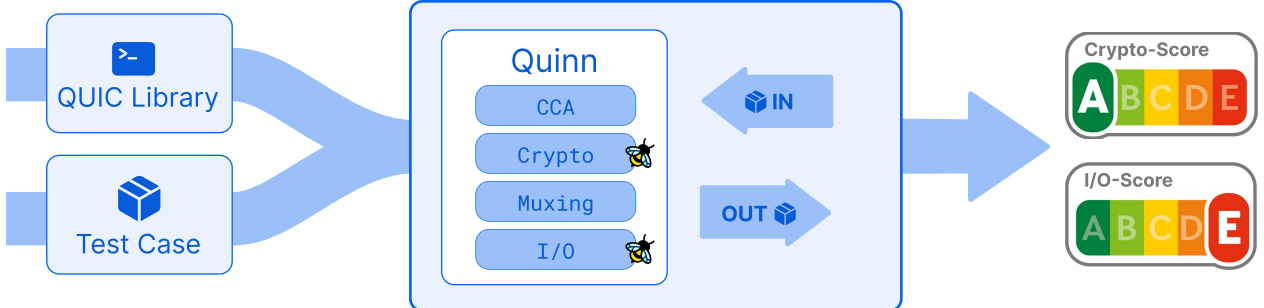 >_
QUIC Library
Test Case
Quinn
CCA
Crypto
Muxing
I/O
IN
OUT
Crypto-Score
A B C D E
I/O-Score
A B C D E